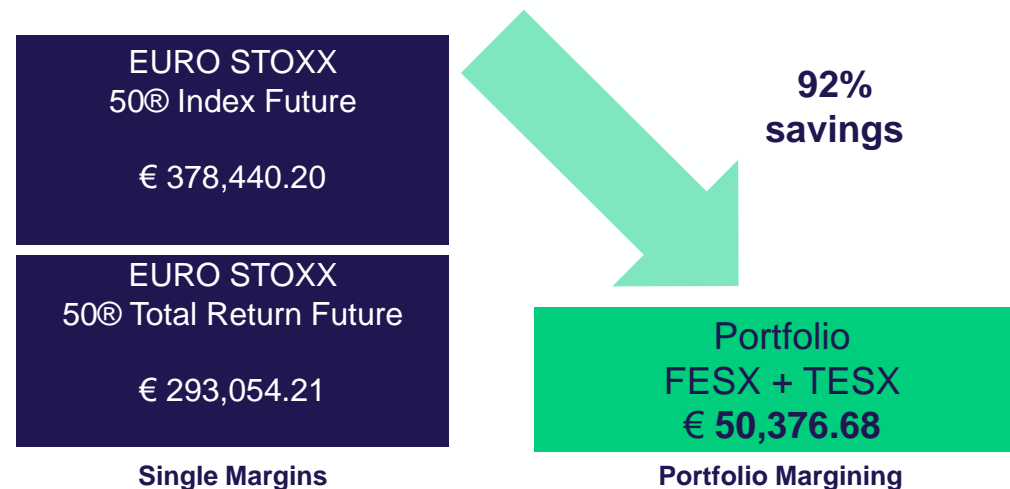 EURO STOXX
50® Index Future
€ 378,440.20
EURO STOXX
50® Total Return Future
€ 293,054.21
Single Margins
92%
savings
Portfolio
FESX + TESX
€ 50,376.68
Portfolio Margining